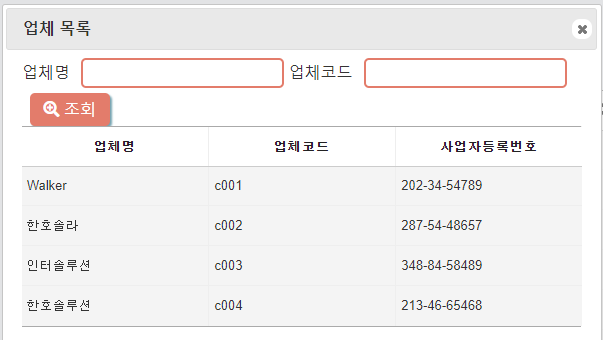 업체 목록
업체명 업체코드
조회
업체명 업체코드 사업자등록번호
Walker c001 202-34-54789
한호솔라 c002 287-54-48657
인터솔루션 c003 348-84-58489
한호솔루션 c004 213-46-65468